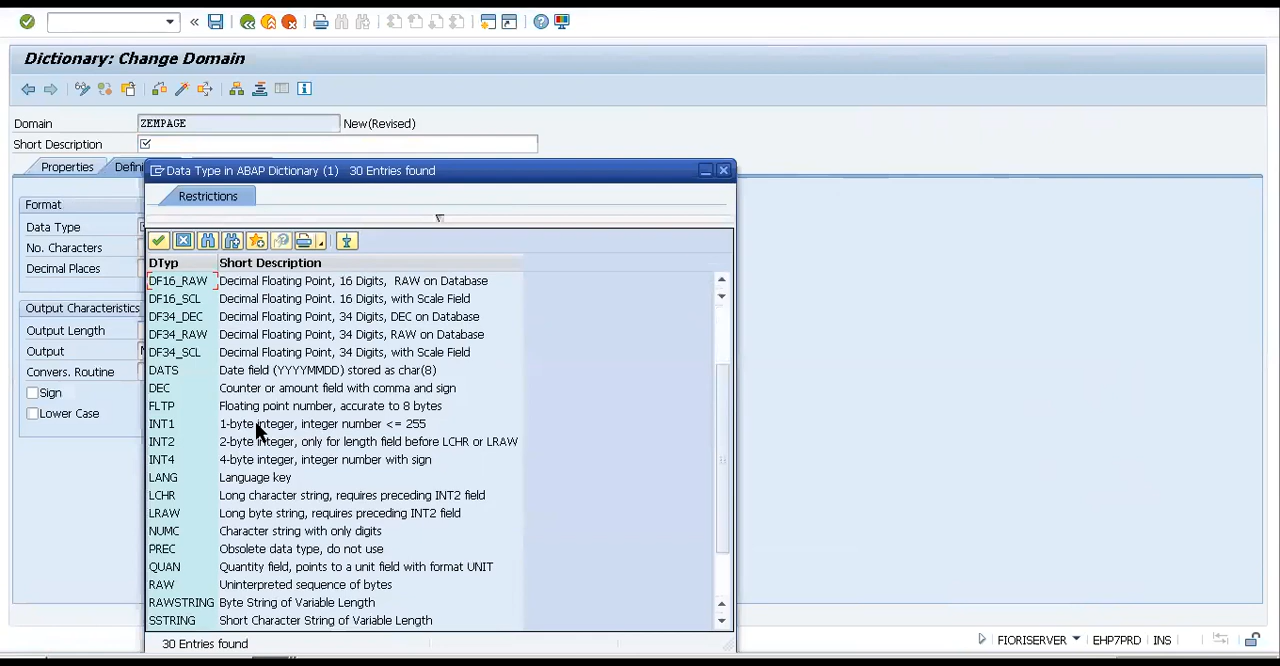 Dictionary: Change Domain
Domain ZEMPAGE New(Revised)
Short Description
Properties Defini
Data Type in ABAP Dictionary (1) 30 Entries found
Restrictions
Format
Data Type
No. Characters
Decimal Places
Output Characteristics
Output Length
Output
Convers. Routine
Sign
Lower Case
DTyp Short Description
DF16_RAW Decimal Floating Point, 16 Digits, RAW on Database
DF16_SCL Decimal Floating Point. 16 Digits, with Scale Field
DF34_DEC Decimal Floating Point, 34 Digits, DEC on Database
DF34_RAW Decimal Floating Point, 34 Digits, RAW on Database
DF34_SCL Decimal Floating Point, 34 Digits, with Scale Field
DATS Date field (YYYYMMDD) stored as char(8)
DEC Counter or amount field with comma and sign
FLTP Floating point number, accurate to 8 bytes
INT1 1-byte integer, integer number <= 255
INT2 2-byte integer, only for length field before LCHR or LRAW
INT4 4-byte integer, integer number with sign
LANG Language key
LCHR Long character string, requires preceding INT2 field
LRAW Long byte string, requires preceding INT2 field
NUMC Character string with only digits
PREC Obsolete data type, do not use
QUAN Quantity field, points to a unit field with format UNIT
RAW Uninterpreted sequence of bytes
RAWSTRING Byte String of Variable Length
SSTRING Short Character String of Variable Length
30 Entries found
FIORISERVER EHP7PRD INS